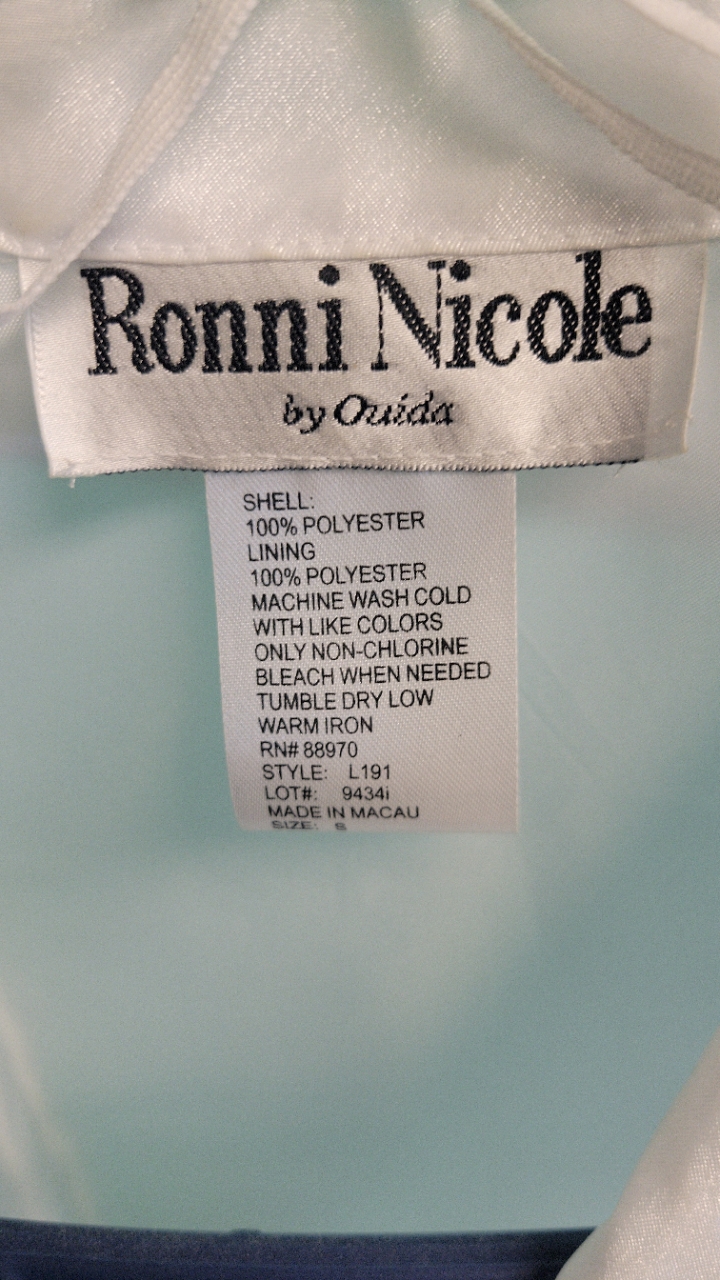 Ronni Nicole
by Ouida
SHELL:
100% POLYESTER
LINING
100% POLYESTER
MACHINE WASH COLD
WITH LIKE COLORS
ONLY NON-CHLORINE
BLEACH WHEN NEEDED
TUMBLE DRY LOW
WARM IRON
RN# 88970
STYLE: L191
LOT#: 9434i
MADE IN MACAU
SIZE: S